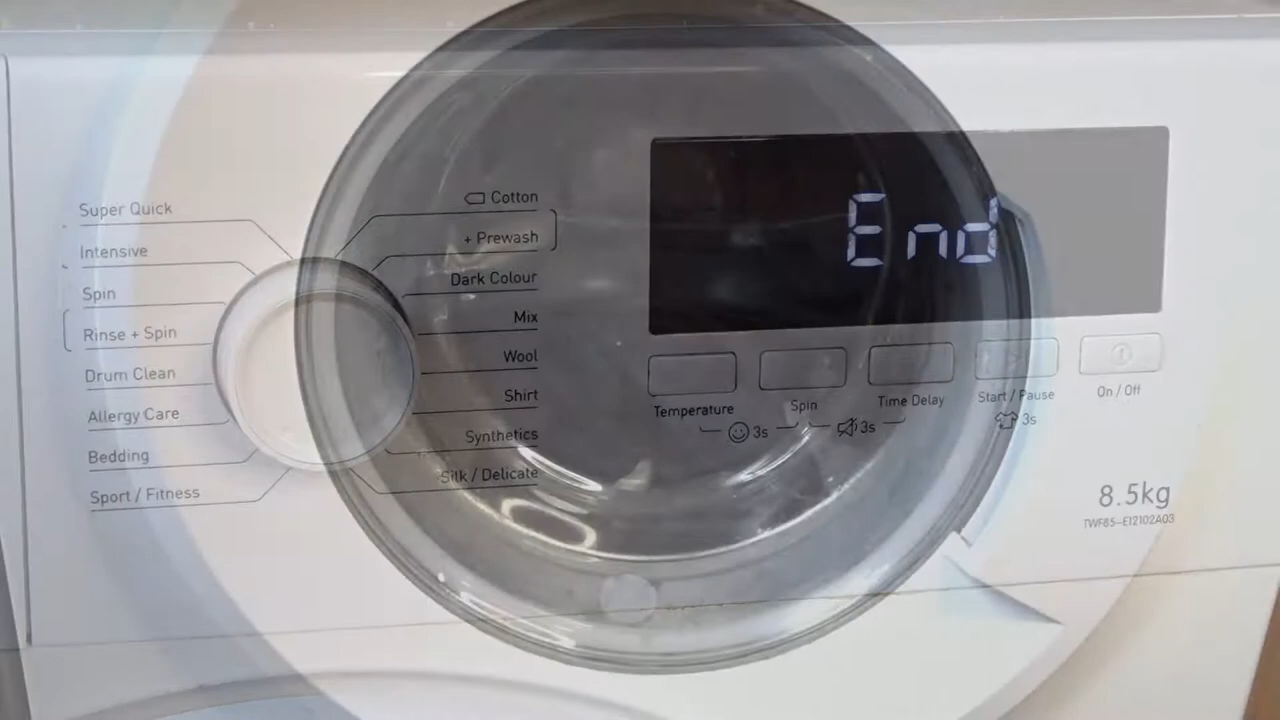 Super Quick
Intensive
Spin
Rinse + Spin
Drum Clean
Allergy Care
Bedding
Sport / Fitness
Cotton
+ Prewash
Dark Colour
Mix
Wool
Shirt
Synthetics
Silk / Delicate
End
Temperature
Spin
Time Delay
Start / Pause
On / Off
3s
3s
3s
8.5kg
TWF85-E12102A03